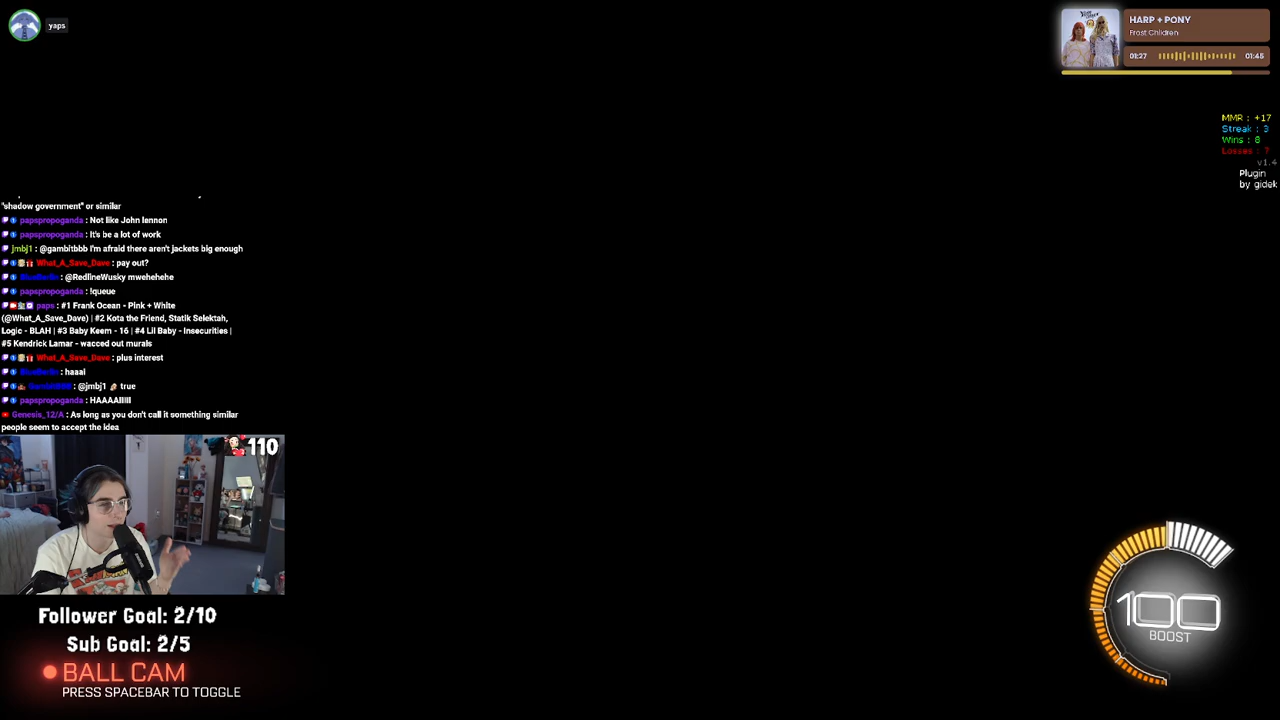 yaps
HARP + PONY
Frost Children
01:27
01:45
MMR : +17
Streak : 3
Wins : 6
Losses : 7
v1.4
Plugin
by gidek
"shadow government" or similar
papspropoganda : Not like John lennon
papspropoganda : It's be a lot of work
jmbj1 : @gambitbbb I'm afraid there aren't jackets big enough
What_A_Save_Dave : pay out?
: @RedlineWusky mwehehehe
papspropoganda : !queue
paps : #1 Frank Ocean - Pink + White
(@What_A_Save_Dave) | #2 Kota the Friend, Statik Selektah,
Logic - BLAH | #3 Baby Keem - 16 | #4 Lil Baby - Insecurities |
#5 Kendrick Lamar - wacced out murals
What_A_Save_Dave : plus interest
: haaai
: @jmbj1 true
papspropoganda : HAAAAIIIII
Genesis_12/A : As long as you don't call it something similar
people seem to accept the idea
110
Follower Goal: 2/10
Sub Goal: 2/5
BALL CAM
PRESS SPACEBAR TO TOGGLE
100
BOOST